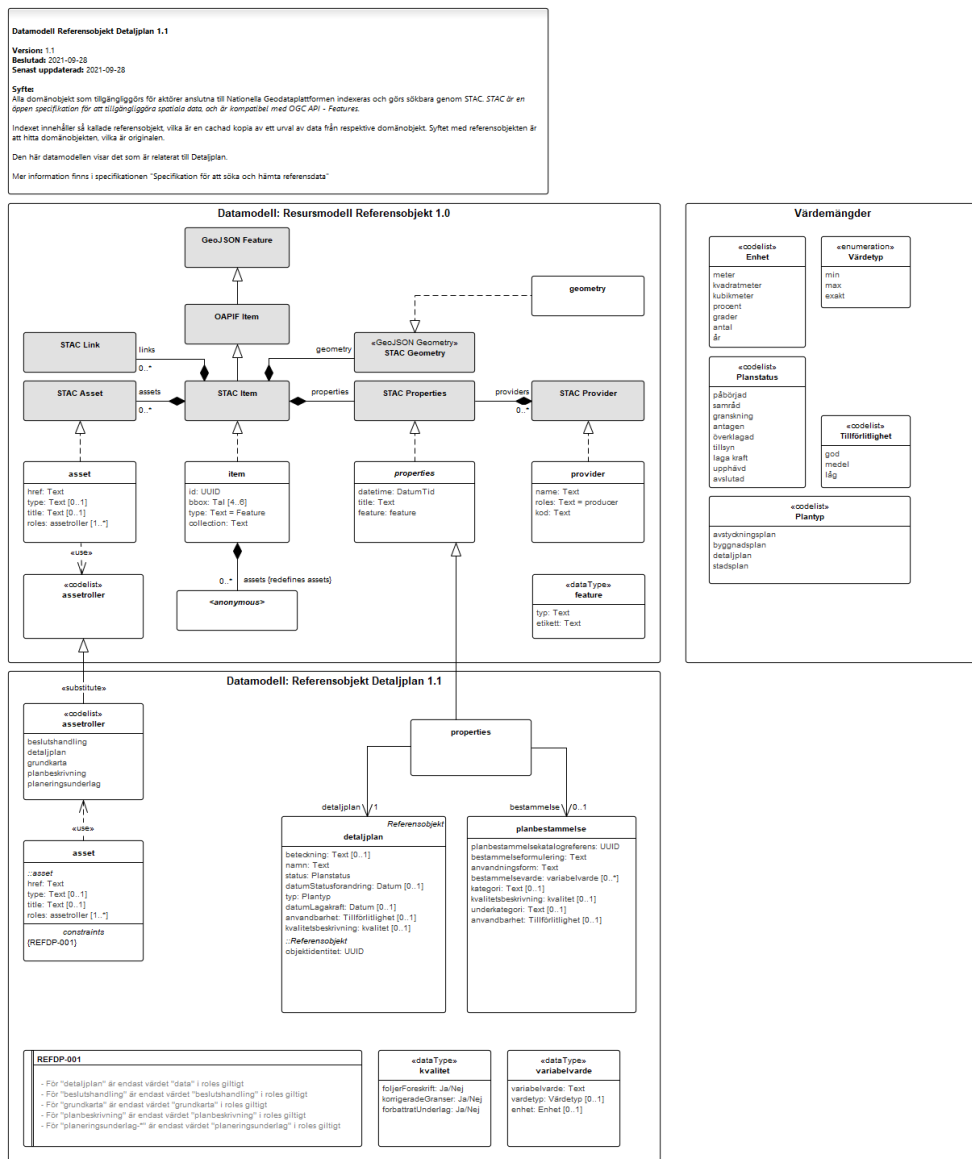 Datamodell Referensobjekt Detaljplan 1.1
Version: 1.1
Beslutad: 2021-09-28
Senast uppdaterad: 2021-09-28
Syfte:
Alla domänobjekt som tillgängliggörs för aktörer anslutna till Nationella Geodataplattformen indexeras och görs sökbara genom STAC. STAC är en
öppen specifikation för att tillgängliggöra spatiala data, och är kompatibel med OGC API - Features.
Indexet innehåller så kallade referensobjekt, vilka är en cachad kopia av ett urval av data från respektive domänobjekt. Syftet med referensobjekten är
att hitta domänobjekten, vilka är originalen.
Den här datamodellen visar det som är relaterat till Detaljplan.
Mer information finns i specifikationen "Specifikation för att söka och hämta referensdata"
Datamodell: Resursmodell Referensobjekt 1.0
GeoJSON Feature
OAPIF Item
geometry
STAC Link
links
0..*
geometry
«GeoJSON Geometry»
STAC Geometry
STAC Asset
assets
0..*
STAC Item
properties
STAC Properties
providers
0..*
STAC Provider
asset
href: Text
type: Text [0..1]
title: Text [0..1]
roles: assetroller [1..*]
item
id: UUID
bbox: Tal [4..6]
type: Text = Feature
collection: Text
properties
datetime: DatumTid
title: Text
feature: feature
provider
name: Text
roles: Text = producer
kod: Text
«use»
«codelist»
assetroller
0..*
assets {redefines assets}
<anonymous>
«dataType»
feature
typ: Text
etikett: Text
Värdemängder
«codelist»
Enhet
meter
kvadratmeter
kubikmeter
procent
grader
antal
år
«enumeration»
Värdetyp
min
max
exakt
«codelist»
Planstatus
påbörjad
samråd
granskning
antagen
överklagad
tillsyn
laga kraft
upphävd
avslutad
«codelist»
Tillförlitlighet
god
medel
låg
«codelist»
Plantyp
avstyckningsplan
byggnadsplan
detaljplan
stadsplan
Datamodell: Referensobjekt Detaljplan 1.1
«substitute»
«codelist»
assetroller
beslutshandling
detaljplan
grundkarta
planbeskrivning
planeringsunderlag
«use»
asset
::asset
href: Text
type: Text [0..1]
title: Text [0..1]
roles: assetroller [1..*]
constraints
{REFDP-001}
properties
detaljplan
1
bestammelse
0..1
Referensobjekt
detaljplan
beteckning: Text [0..1]
namn: Text
status: Planstatus
datumStatusforandring: Datum [0..1]
typ: Plantyp
datumLagakraft: Datum [0..1]
anvandbarhet: Tillförlitlighet [0..1]
kvalitetsbeskrivning: kvalitet [0..1]
::Referensobjekt
objektidentitet: UUID
planbestammelse
planbestammelsekatalogreferens: UUID
bestammelseformulering: Text
anvandningsform: Text
bestammelsevarde: variabelvarde [0..*]
kategori: Text [0..1]
kvalitetsbeskrivning: kvalitet [0..1]
underkategori: Text [0..1]
anvandbarhet: Tillförlitlighet [0..1]
REFDP-001
- För "detaljplan" är endast värdet "data" i roles giltigt
- För "beslutshandling" är endast värdet "beslutshandling" i roles giltigt
- För "grundkarta" är endast värdet "grundkarta" i roles giltigt
- För "planbeskrivning" är endast värdet "planbeskrivning" i roles giltigt
- För "planeringsunderlag-*" är endast värdet "planeringsunderlag" i roles giltigt
«dataType»
kvalitet
foljerForeskrift: Ja/Nej
korrigeradeGranser: Ja/Nej
forbattratUnderlag: Ja/Nej
«dataType»
variabelvarde
variabelvarde: Text
vardetyp: Värdetyp [0..1]
enhet: Enhet [0..1]